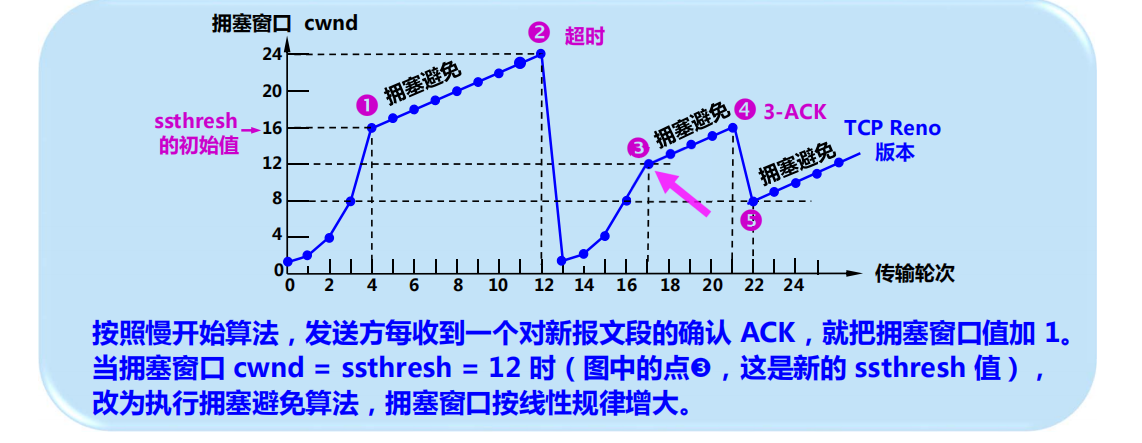 拥塞窗口 cwnd
❷ 超时
24
拥塞避免
20
❶
ssthresh
的初始值
16
❸
拥塞避免
❹ 3-ACK
TCP Reno
版本
12
拥塞避免
8
❺
4
0
0 2 4 6 8 10 12 14 16 18 20 22 24
传输轮次
按照慢开始算法，发送方每收到一个对新报文段的确认 ACK，就把拥塞窗口值加 1。
当拥塞窗口 cwnd = ssthresh = 12 时（图中的点❸，这是新的 ssthresh 值），
改为执行拥塞避免算法，拥塞窗口按线性规律增大。